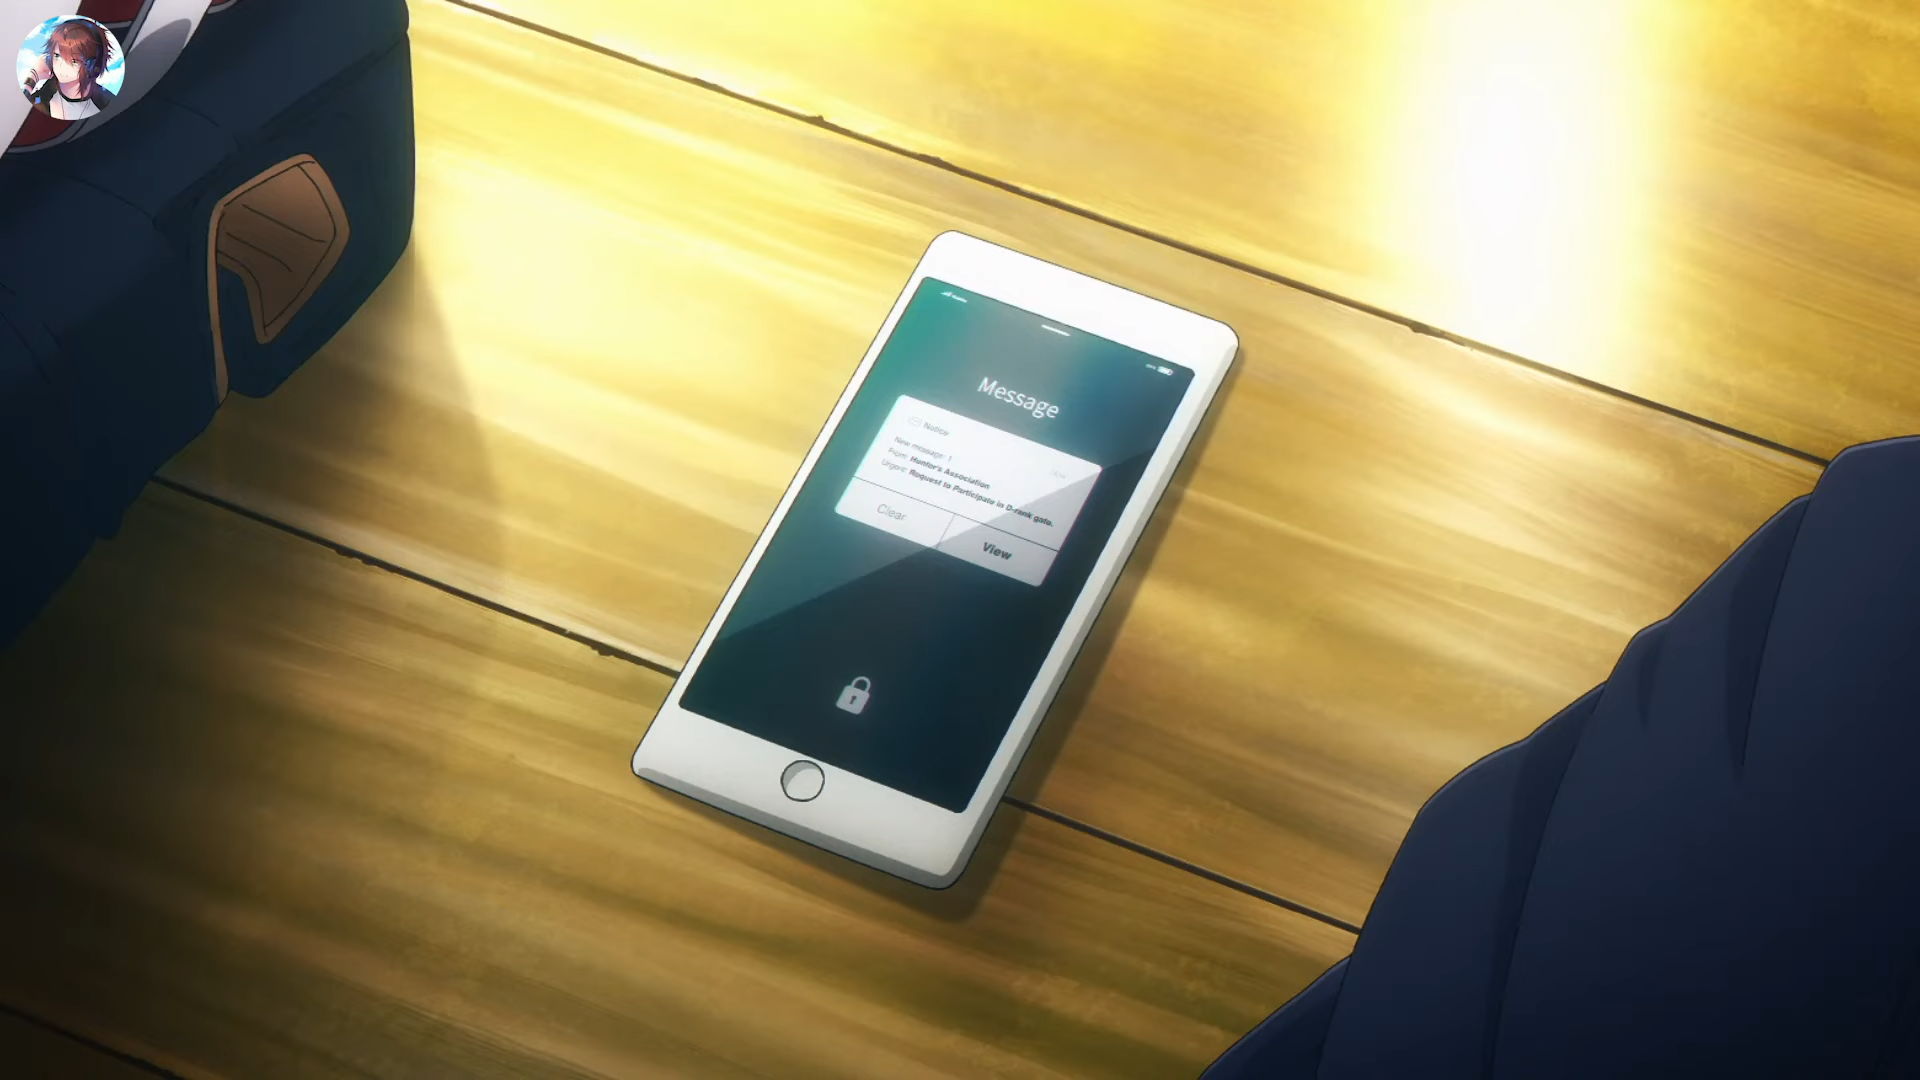 Message
Notice
New message: 1
From: Hunter's Association
Urgent: Request to Participate in D-rank gate.
Clear
View